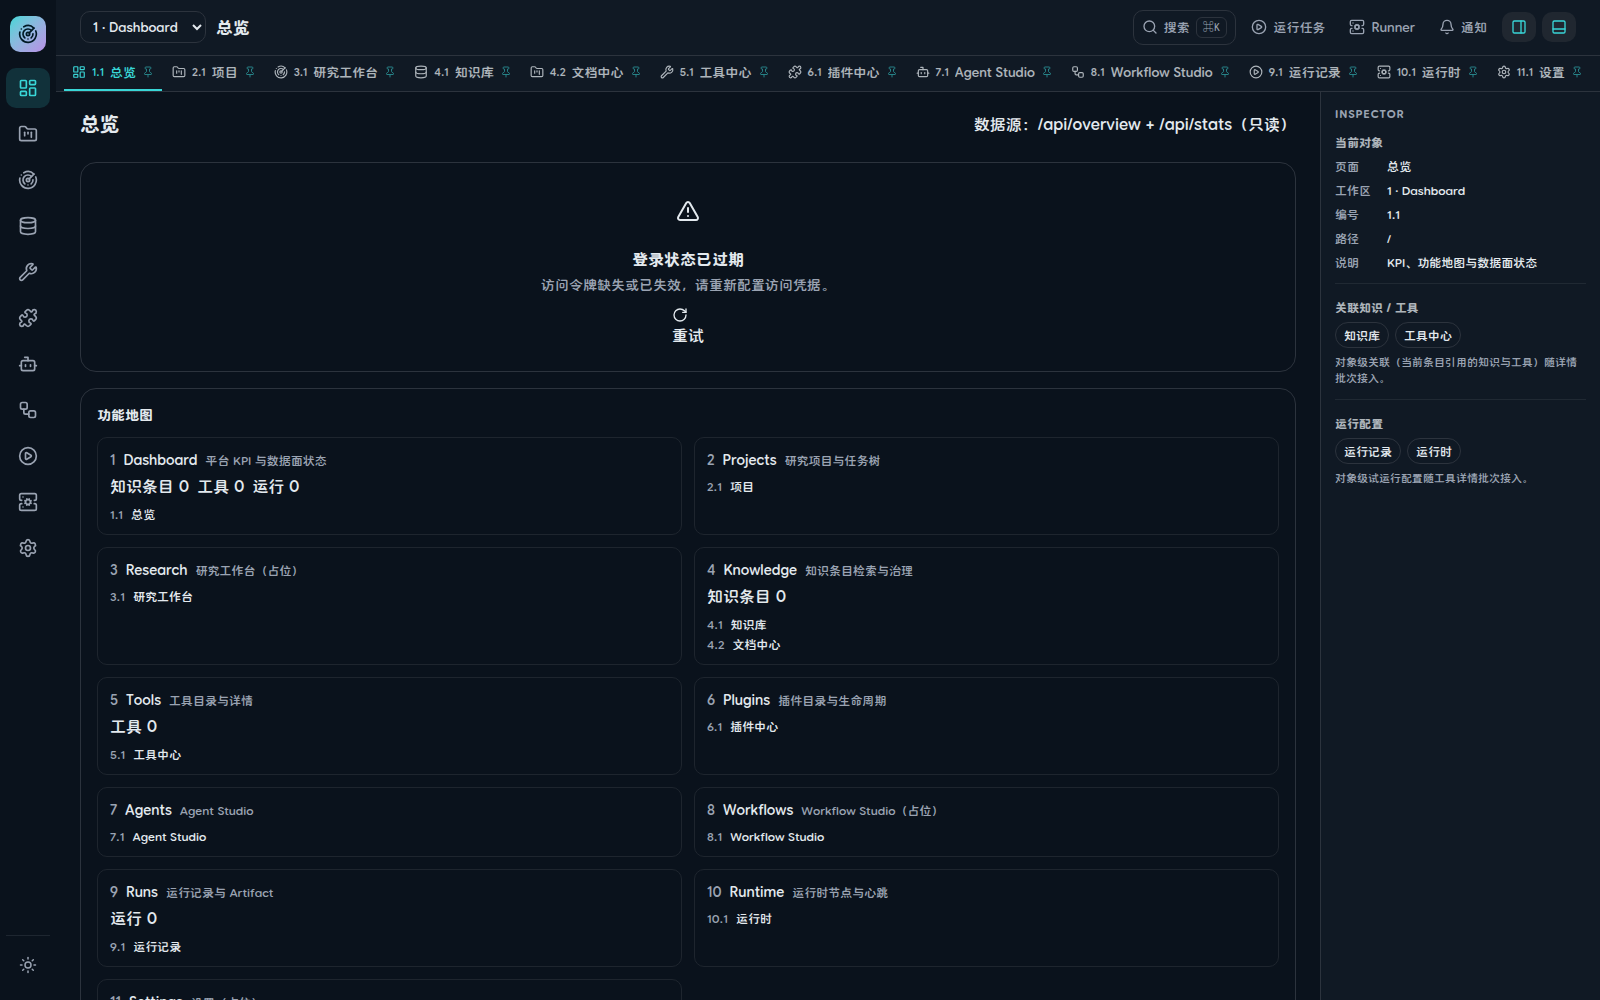 1 · Dashboard
总览
搜索 ⌘K
运行任务
Runner
通知
1.1 总览
2.1 项目
3.1 研究工作台
4.1 知识库
4.2 文档中心
5.1 工具中心
6.1 插件中心
7.1 Agent Studio
8.1 Workflow Studio
9.1 运行记录
10.1 运行时
11.1 设置
总览
数据源：/api/overview + /api/stats（只读）
登录状态已过期
访问令牌缺失或已失效，请重新配置访问凭据。
重试
功能地图
1 Dashboard 平台 KPI 与数据面状态
知识条目 0 工具 0 运行 0
1.1 总览
2 Projects 研究项目与任务树
2.1 项目
3 Research 研究工作台（占位）
3.1 研究工作台
4 Knowledge 知识条目检索与治理
知识条目 0
4.1 知识库
4.2 文档中心
5 Tools 工具目录与详情
工具 0
5.1 工具中心
6 Plugins 插件目录与生命周期
6.1 插件中心
7 Agents Agent Studio
7.1 Agent Studio
8 Workflows Workflow Studio（占位）
8.1 Workflow Studio
9 Runs 运行记录与 Artifact
运行 0
9.1 运行记录
10 Runtime 运行时节点与心跳
10.1 运行时
11 Settings 设置（占位）
INSPECTOR
当前对象
页面 总览
工作区 1 · Dashboard
编号 1.1
路径 /
说明 KPI、功能地图与数据面状态
关联知识 / 工具
知识库 工具中心
对象级关联（当前条目引用的知识与工具）随详情
批次接入。
运行配置
运行记录 运行时
对象级试运行配置随工具详情批次接入。